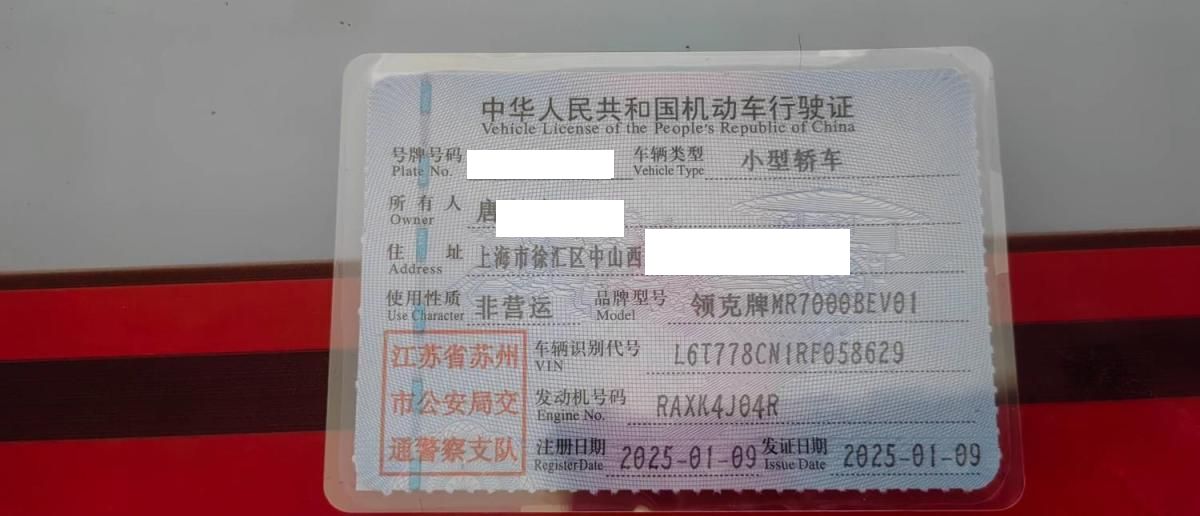 中华人民共和国机动车行驶证
Vehicle License of the People's Republic of China
号牌号码 车辆类型 小型轿车
Plate No. Vehicle Type
所有人 唐
Owner
住址 上海市徐汇区中山西
Address
使用性质 非营运 品牌型号 领克牌MR7000BEV01
Use Character Model
江苏省苏州 车辆识别代号 L6T778CN1RF058629
VIN
市公安局交 发动机号码 RAXK4J04R
Engine No.
通警察支队 注册日期 2025-01-09 发证日期 2025-01-09
Register Date Issue Date